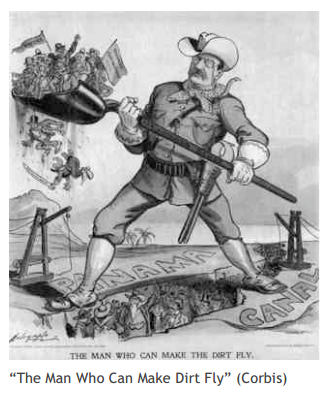 PANAMA
CANAL
THE MAN WHO CAN MAKE THE DIRT FLY.
“The Man Who Can Make Dirt Fly” (Corbis)